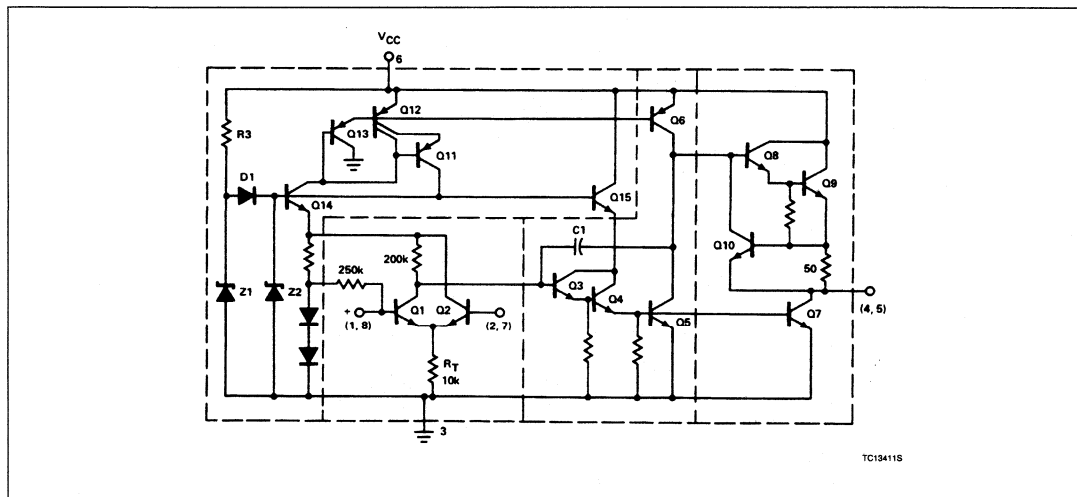 VCC
6
Q12
Q6
R3
Q13
Q8
Q11
Q9
D1
Q14
Q15
C1
Q10
200k
50
250k
Z1
Z2
Q3
Q4
Q1
Q2
Q5
Q7
+
(1, 8)
(2, 7)
(4, 5)
RT
10k
3
TC13411S